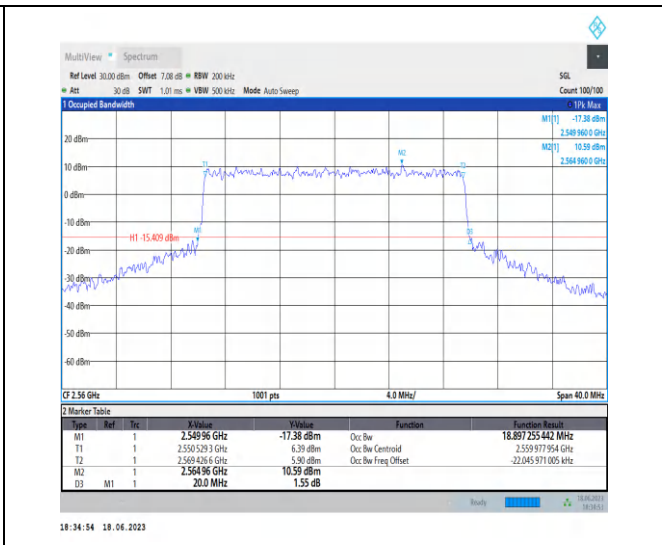 MultiView Spectrum
Ref Level 30.00 dBm Offset 7.08 dB RBW 200 kHz SGL
Att 30 dB SWT 1.01 ms VBW 500 kHz Mode Auto Sweep Count 100/100
1 Occupied Bandwidth 1Pk Max
M1[1] -17.38 dBm
2.549 960 0 GHz
M2[1] 10.59 dBm
2.564 960 0 GHz
20 dBm
M2
T1
10 dBm
0 dBm
-10 dBm
M1
H1 -15.409 dBm
-20 dBm
-30 dBm
-40 dBm
-50 dBm
-60 dBm
CF 2.56 GHz 1001 pts 4.0 MHz/ Span 40.0 MHz
2 Marker Table
Type Ref Trc X-Value Y-Value Function Function Result
M1 1 2.549 96 GHz -17.38 dBm Occ Bw 18.897 255 442 MHz
T1 1 2.550 529 3 GHz 6.39 dBm Occ Bw Centroid 2.559 977 954 GHz
T2 1 2.569 426 6 GHz 5.90 dBm Occ Bw Freq Offset -22.045 971 005 kHz
M2 1 2.564 96 GHz 10.59 dBm
D3 M1 1 20.0 MHz 1.55 dB
Ready 18.06.2023
18:34:53
18:34:54 18.06.2023